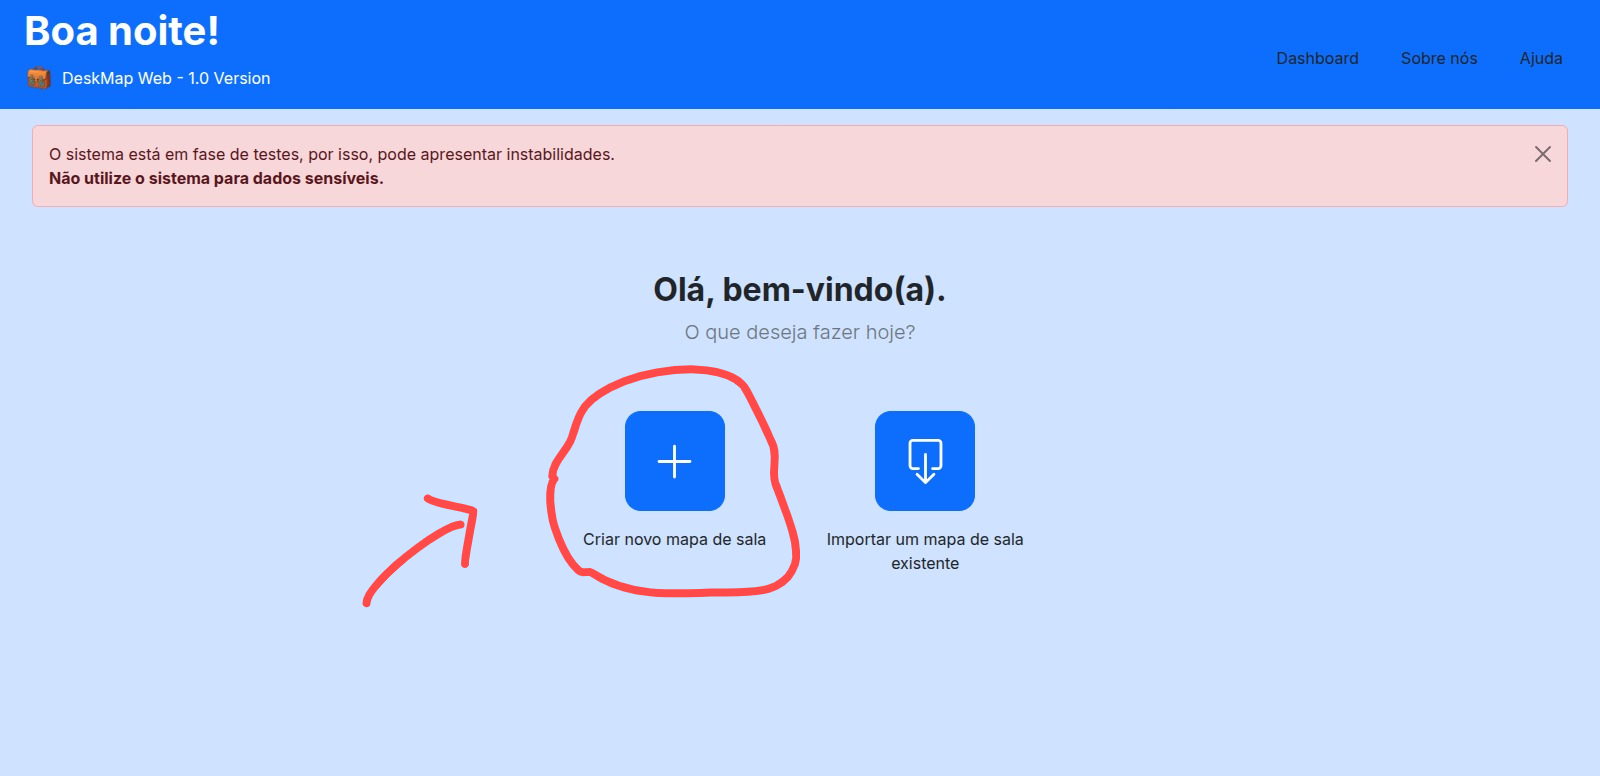 Boa noite!
DeskMap Web - 1.0 Version
Dashboard
Sobre nós
Ajuda
O sistema está em fase de testes, por isso, pode apresentar instabilidades.
Não utilize o sistema para dados sensíveis.
Olá, bem-vindo(a).
O que deseja fazer hoje?
Criar novo mapa de sala
Importar um mapa de sala
existente